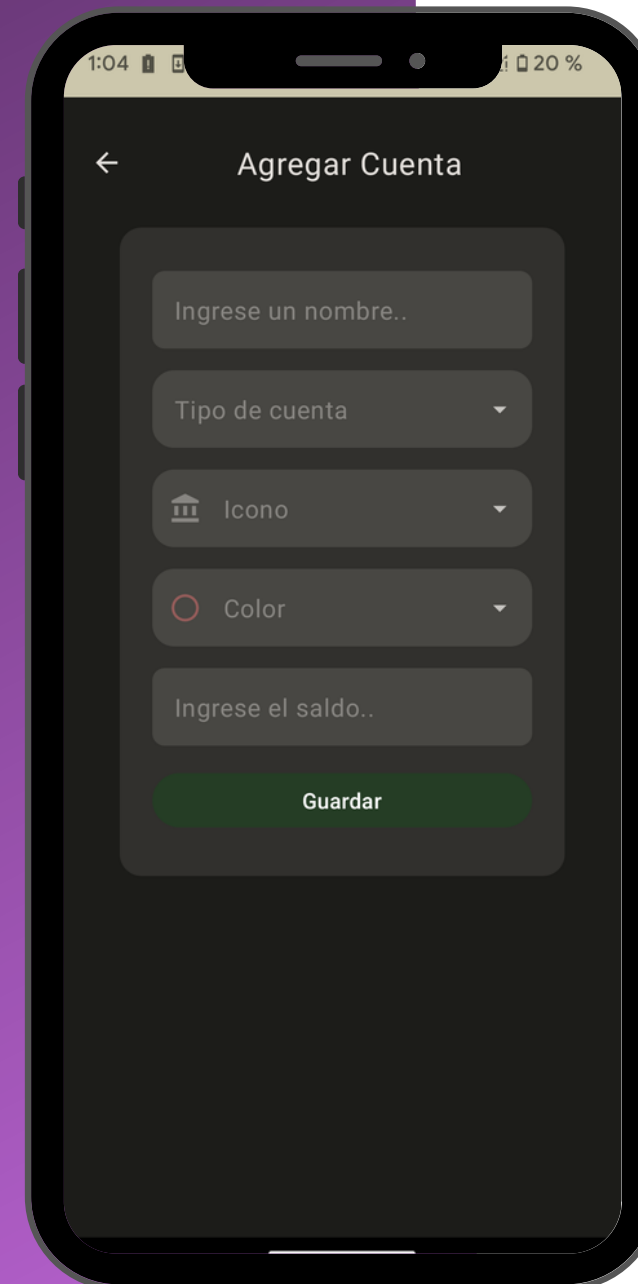 1:04
20 %
Agregar Cuenta
Ingrese un nombre..
Tipo de cuenta
Icono
Color
Ingrese el saldo..
Guardar